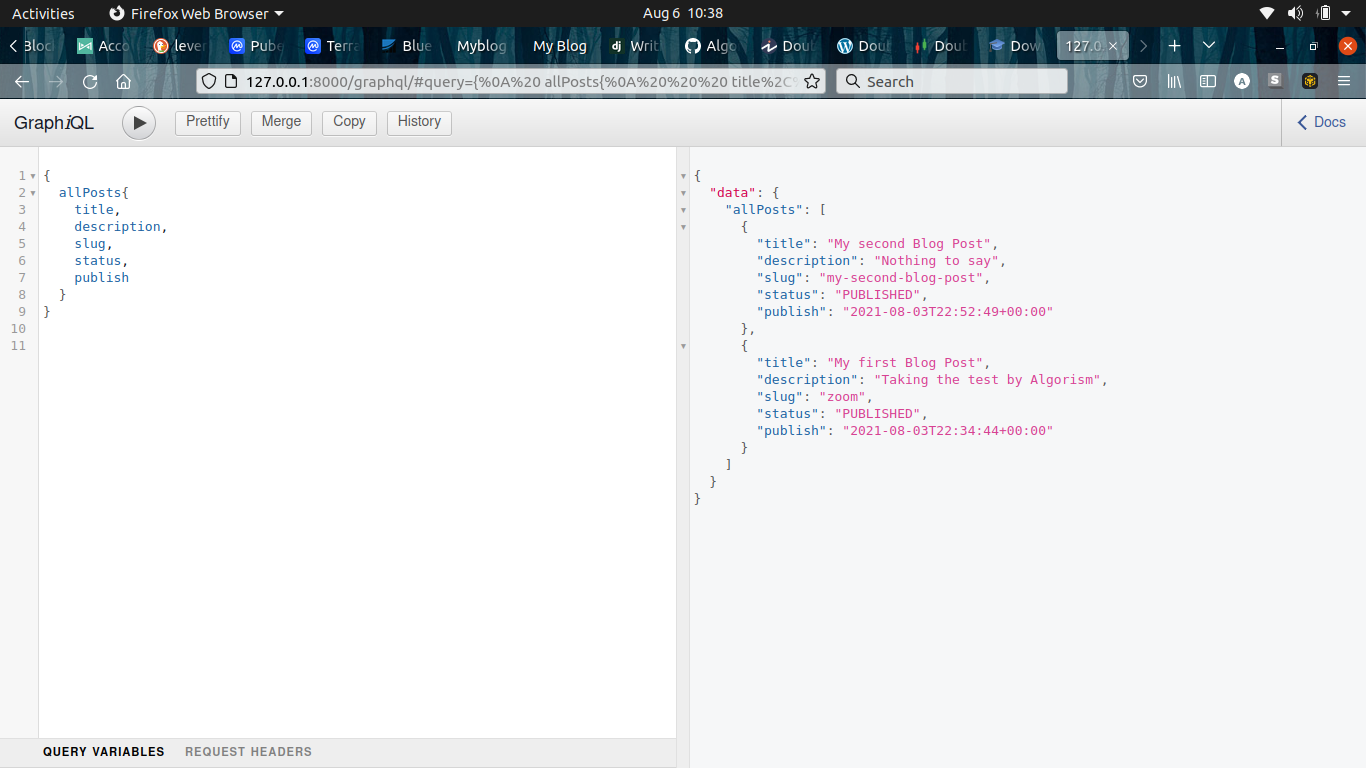 Activities Firefox Web Browser Aug 6 10:38
Bloc Acco lever Pube Terra Blue Myblog My Blog dj Writ Algo Dout Dout Doul Dow 127.0.
127.0.0.1:8000/graphql/#query={%0A%20 allPosts{%0A%20%20%20 title%2C% Search
GraphiQL Prettify Merge Copy History Docs
1 {
2 allPosts{
3 title,
4 description,
5 slug,
6 status,
7 publish
8 }
9 }
10
11
{
"data": {
"allPosts": [
{
"title": "My second Blog Post",
"description": "Nothing to say",
"slug": "my-second-blog-post",
"status": "PUBLISHED",
"publish": "2021-08-03T22:52:49+00:00"
},
{
"title": "My first Blog Post",
"description": "Taking the test by Algorism",
"slug": "zoom",
"status": "PUBLISHED",
"publish": "2021-08-03T22:34:44+00:00"
}
]
}
}
QUERY VARIABLES REQUEST HEADERS